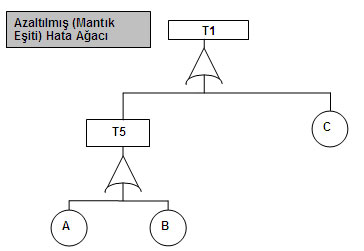 Azaltılmış (Mantık
Eşiti) Hata Ağacı
T1
T5
C
A
B